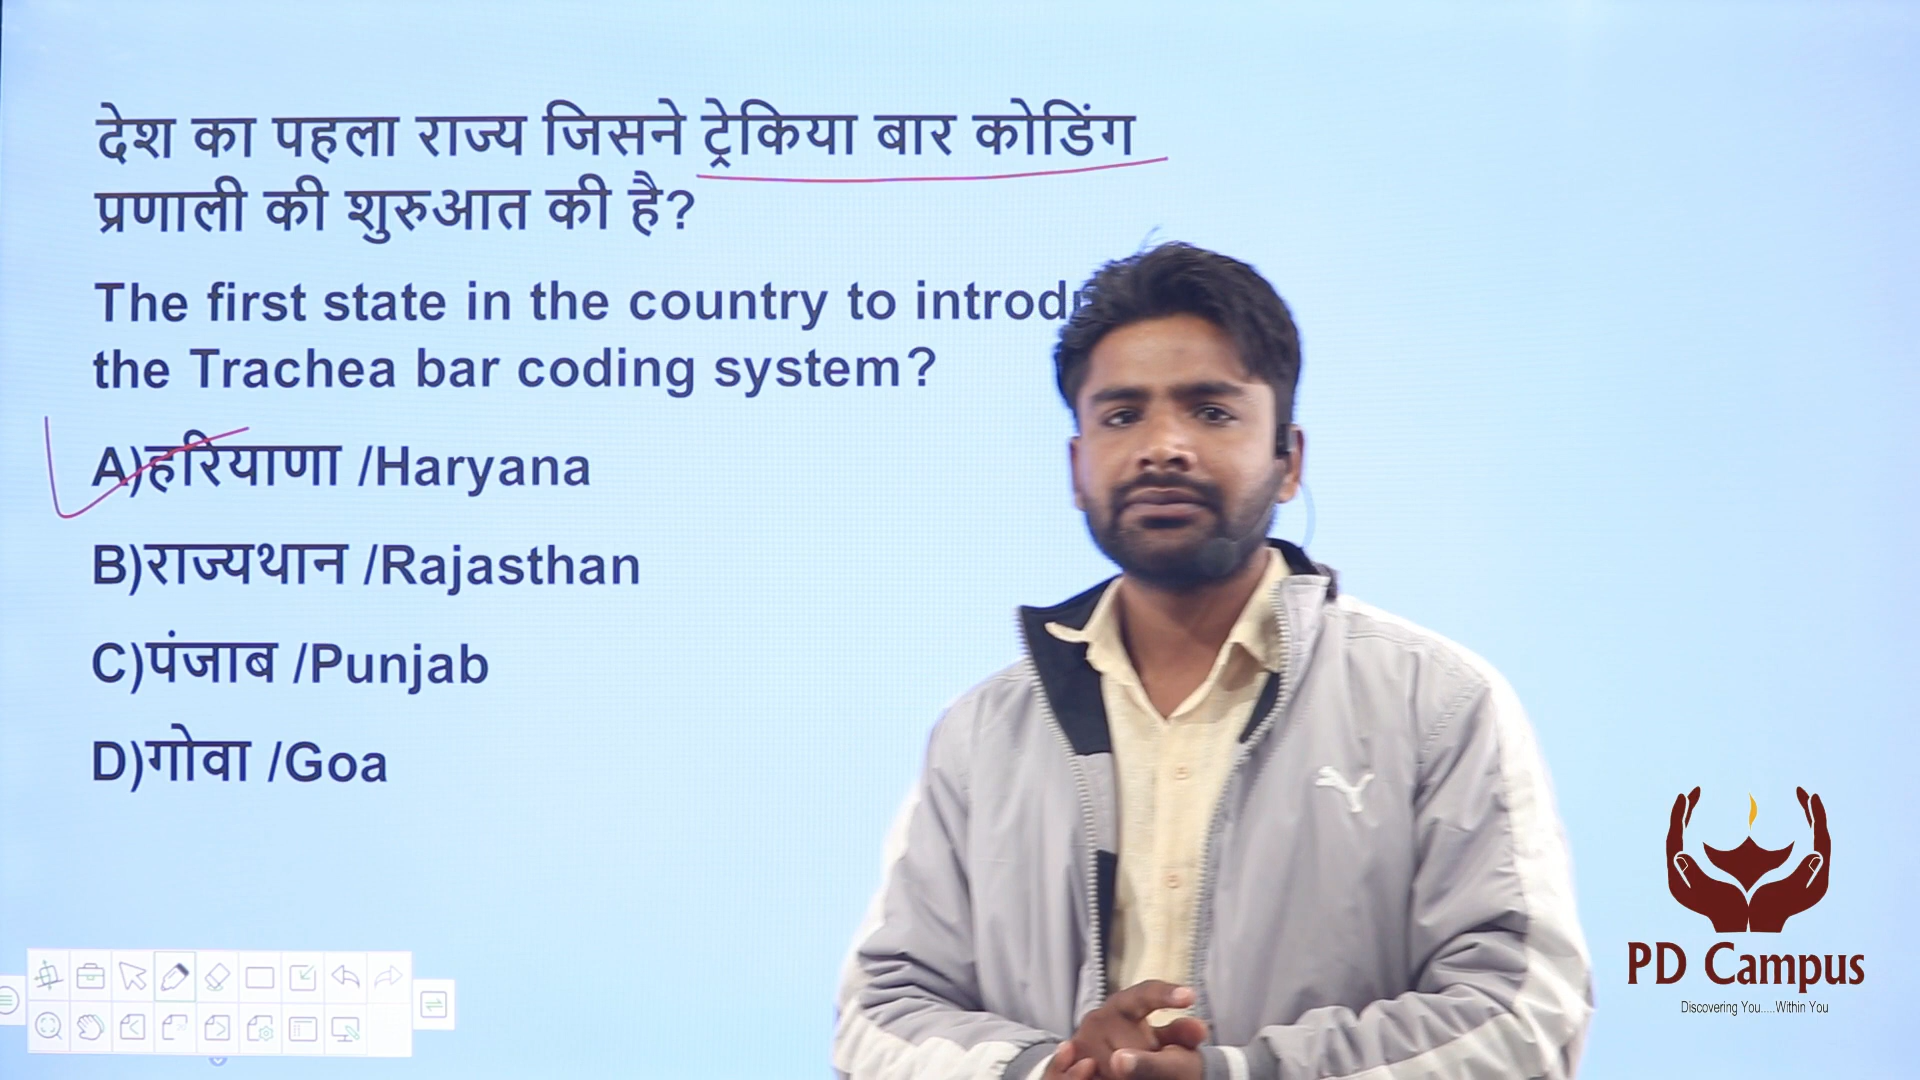 देश का पहला राज्य जिसने ट्रेकिया बार कोडिंग
प्रणाली की शुरुआत की है?
The first state in the country to
the Trachea bar coding system?
A)हरियाणा /Haryana
B)राज्यथान /Rajasthan
C)पंजाब /Punjab
D)गोवा /Goa
PD Campus
Discovering You.....Within You